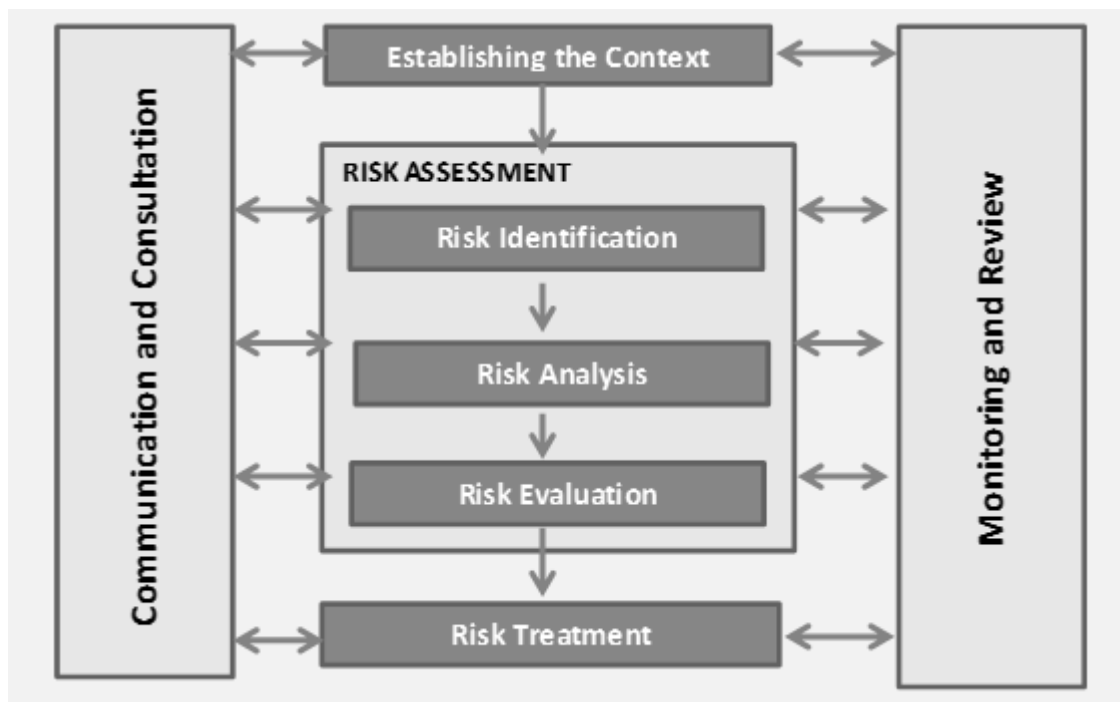 Communication and Consultation
Establishing the Context
RISK ASSESSMENT
Risk Identification
Risk Analysis
Risk Evaluation
Risk Treatment
Monitoring and Review